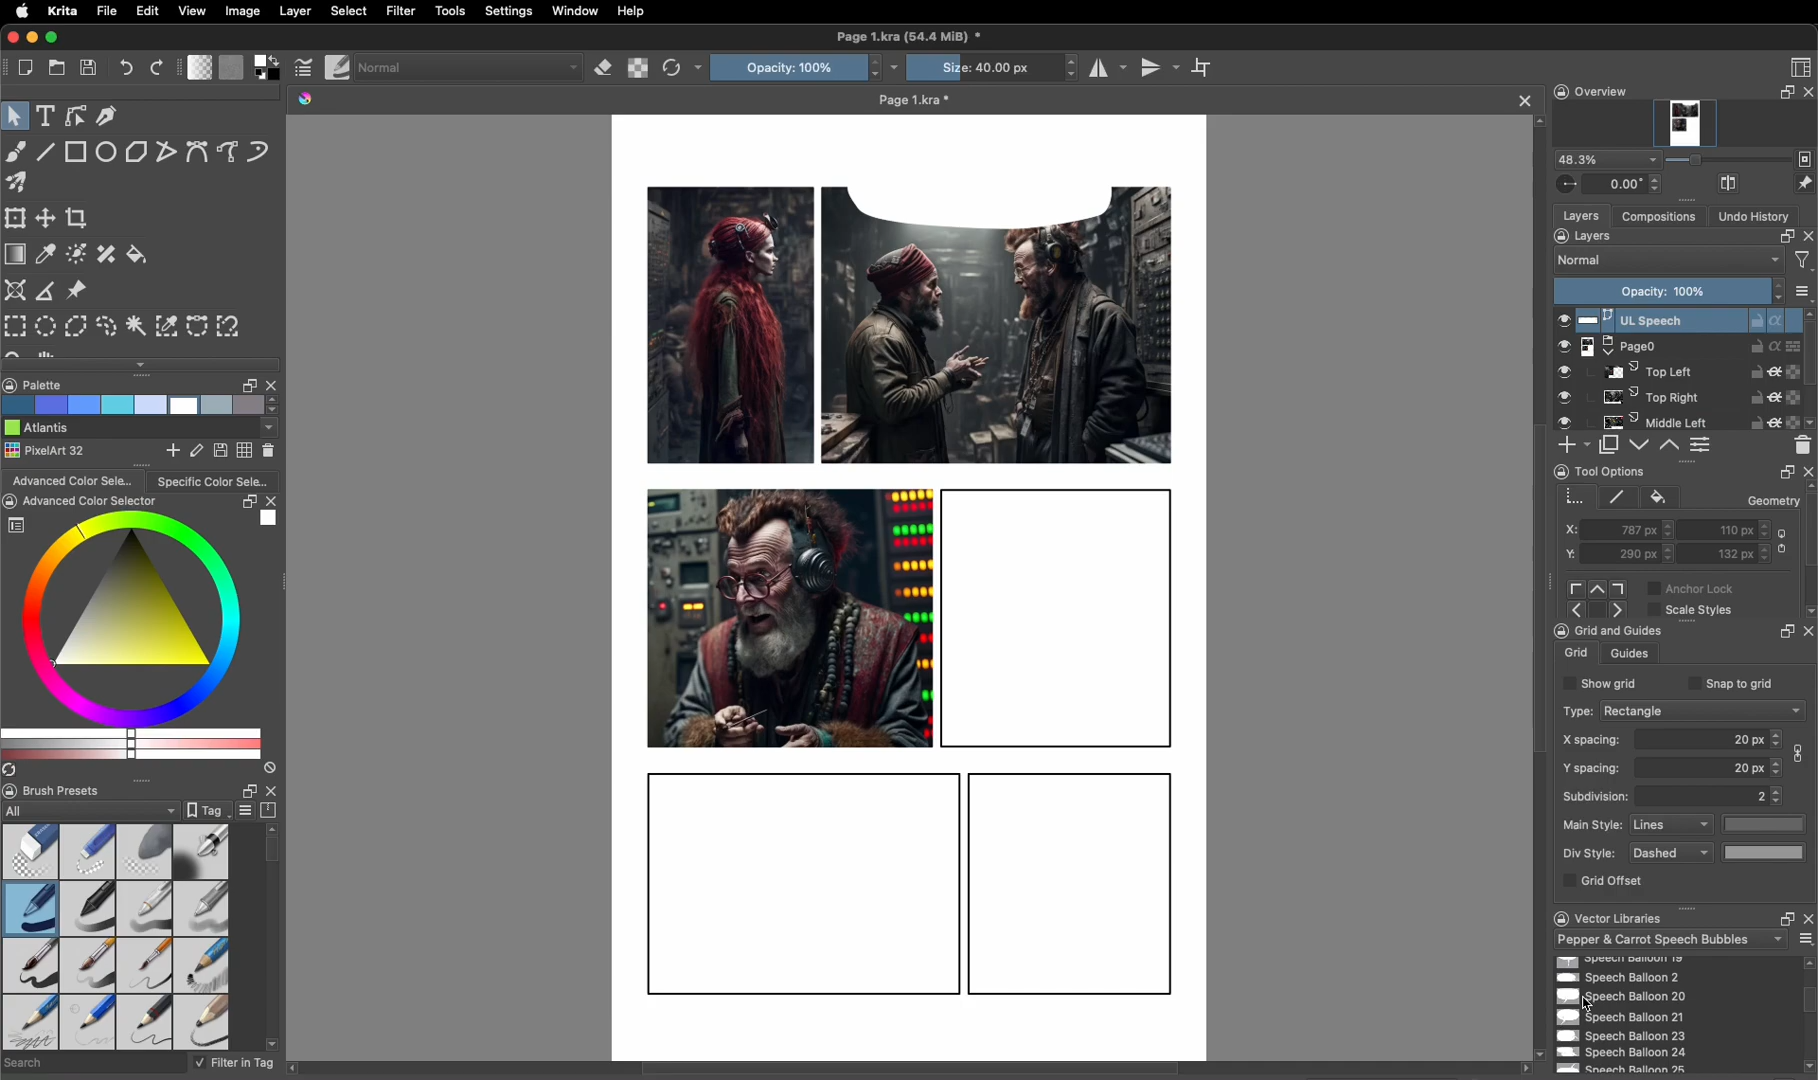 Krita File Edit View Image Layer Select Filter Tools Settings Window Help
Page 1.kra (54.4 MiB) *
Normal Opacity: 100% Size: 40.00 px
Page 1.kra *
Overview
48.3%
0.00°
Layers Compositions Undo History
Layers
Normal
Opacity: 100%
UL Speech
Page0
Top Left
Top Right
Middle Left
Tool Options
Geometry
X: 787 px 110 px
Y: 290 px 132 px
Anchor Lock
Scale Styles
Grid and Guides
Grid Guides
Show grid Snap to grid
Type: Rectangle
X spacing: 20 px
Y spacing: 20 px
Subdivision: 2
Main Style: Lines
Div Style: Dashed
Grid Offset
Vector Libraries
Pepper & Carrot Speech Bubbles
Speech Balloon 19
Speech Balloon 2
Speech Balloon 20
Speech Balloon 21
Speech Balloon 23
Speech Balloon 24
Speech Balloon 25
Palette
Atlantis
PixelArt 32
Advanced Color Sele... Specific Color Sele...
Advanced Color Selector
Brush Presets
All Tag
Search Filter in Tag